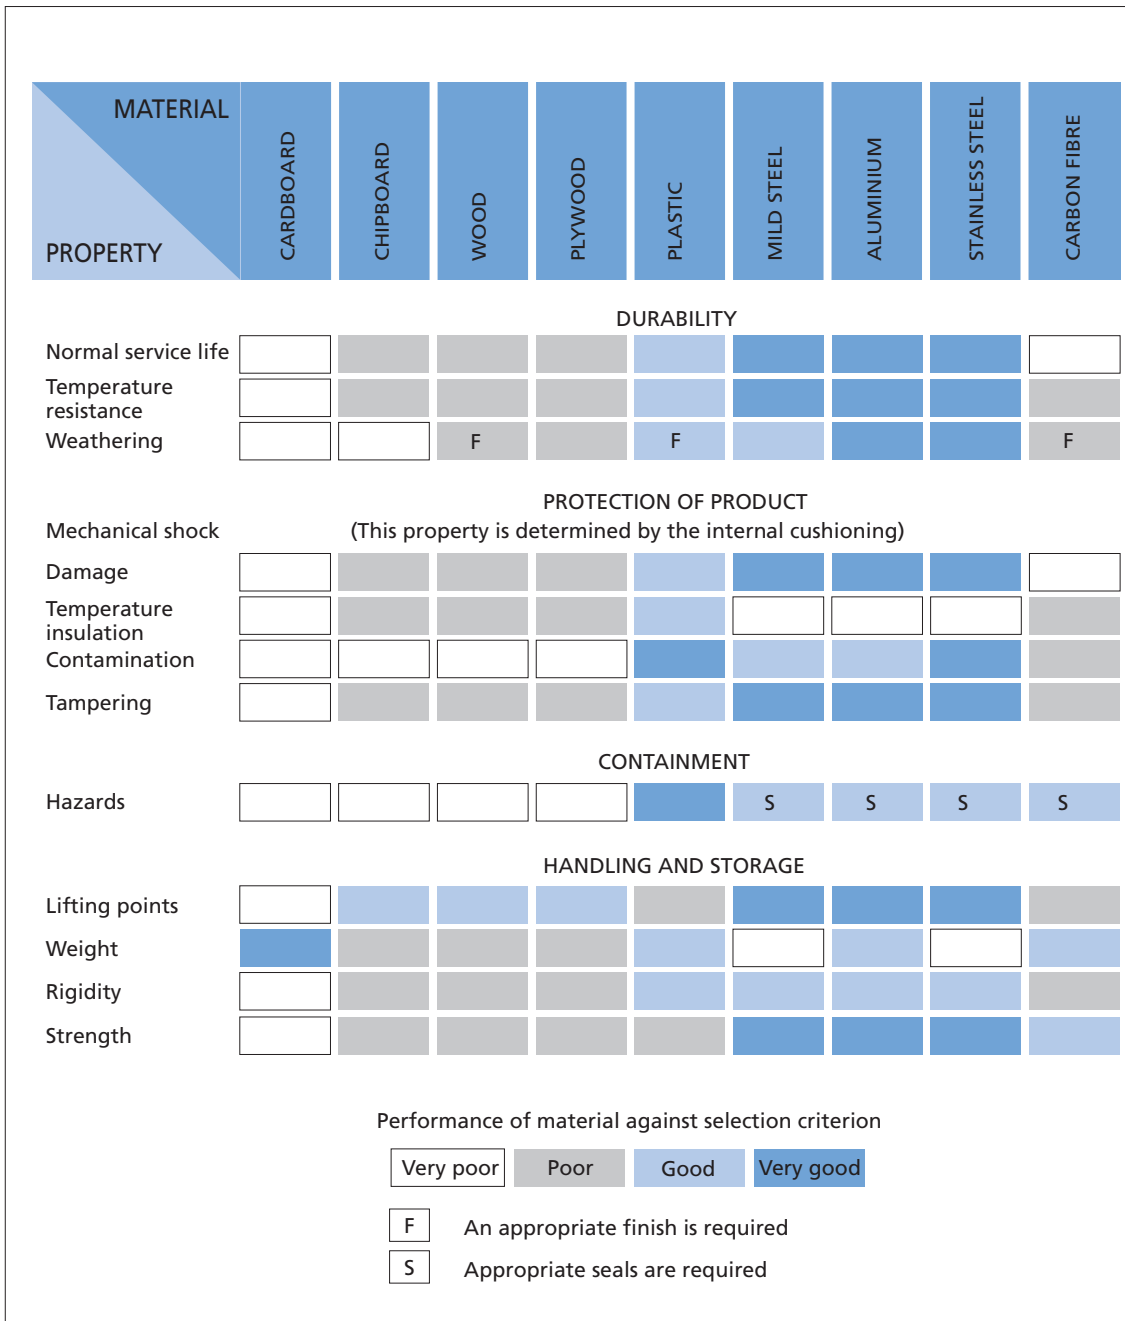 MATERIAL
PROPERTY
CARDBOARD
CHIPBOARD
WOOD
PLYWOOD
PLASTIC
MILD STEEL
ALUMINIUM
STAINLESS STEEL
CARBON FIBRE
DURABILITY
Normal service life
Temperature
resistance
Weathering F F F
PROTECTION OF PRODUCT
Mechanical shock (This property is determined by the internal cushioning)
Damage
Temperature
insulation
Contamination
Tampering
CONTAINMENT
Hazards S S S S
HANDLING AND STORAGE
Lifting points
Weight
Rigidity
Strength
Performance of material against selection criterion
Very poor Poor Good Very good
F An appropriate finish is required
S Appropriate seals are required